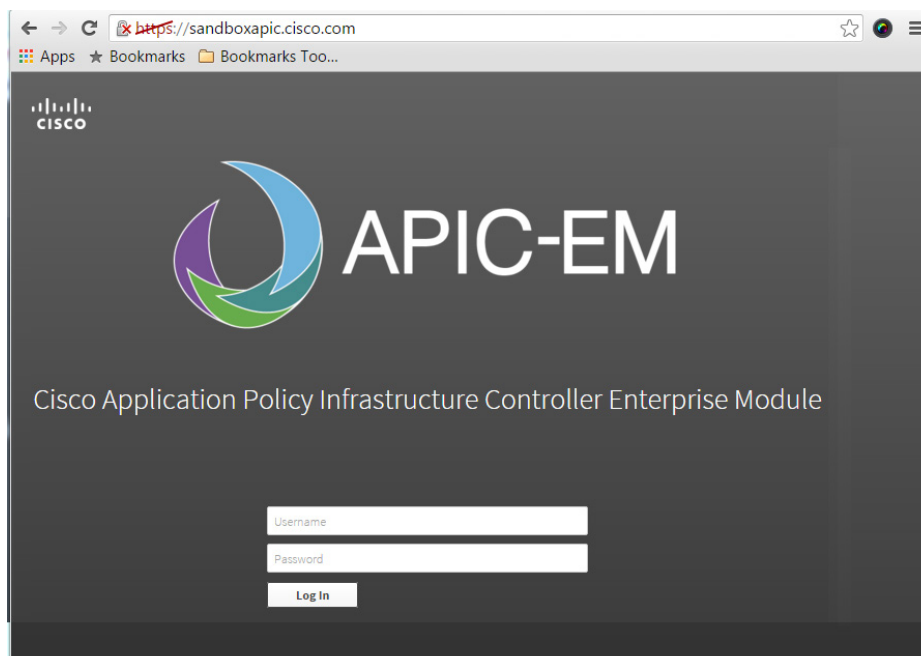 https://sandboxapic.cisco.com
Apps Bookmarks Bookmarks Too...
CISCO
APIC-EM
Cisco Application Policy Infrastructure Controller Enterprise Module
Username
Password
Log In